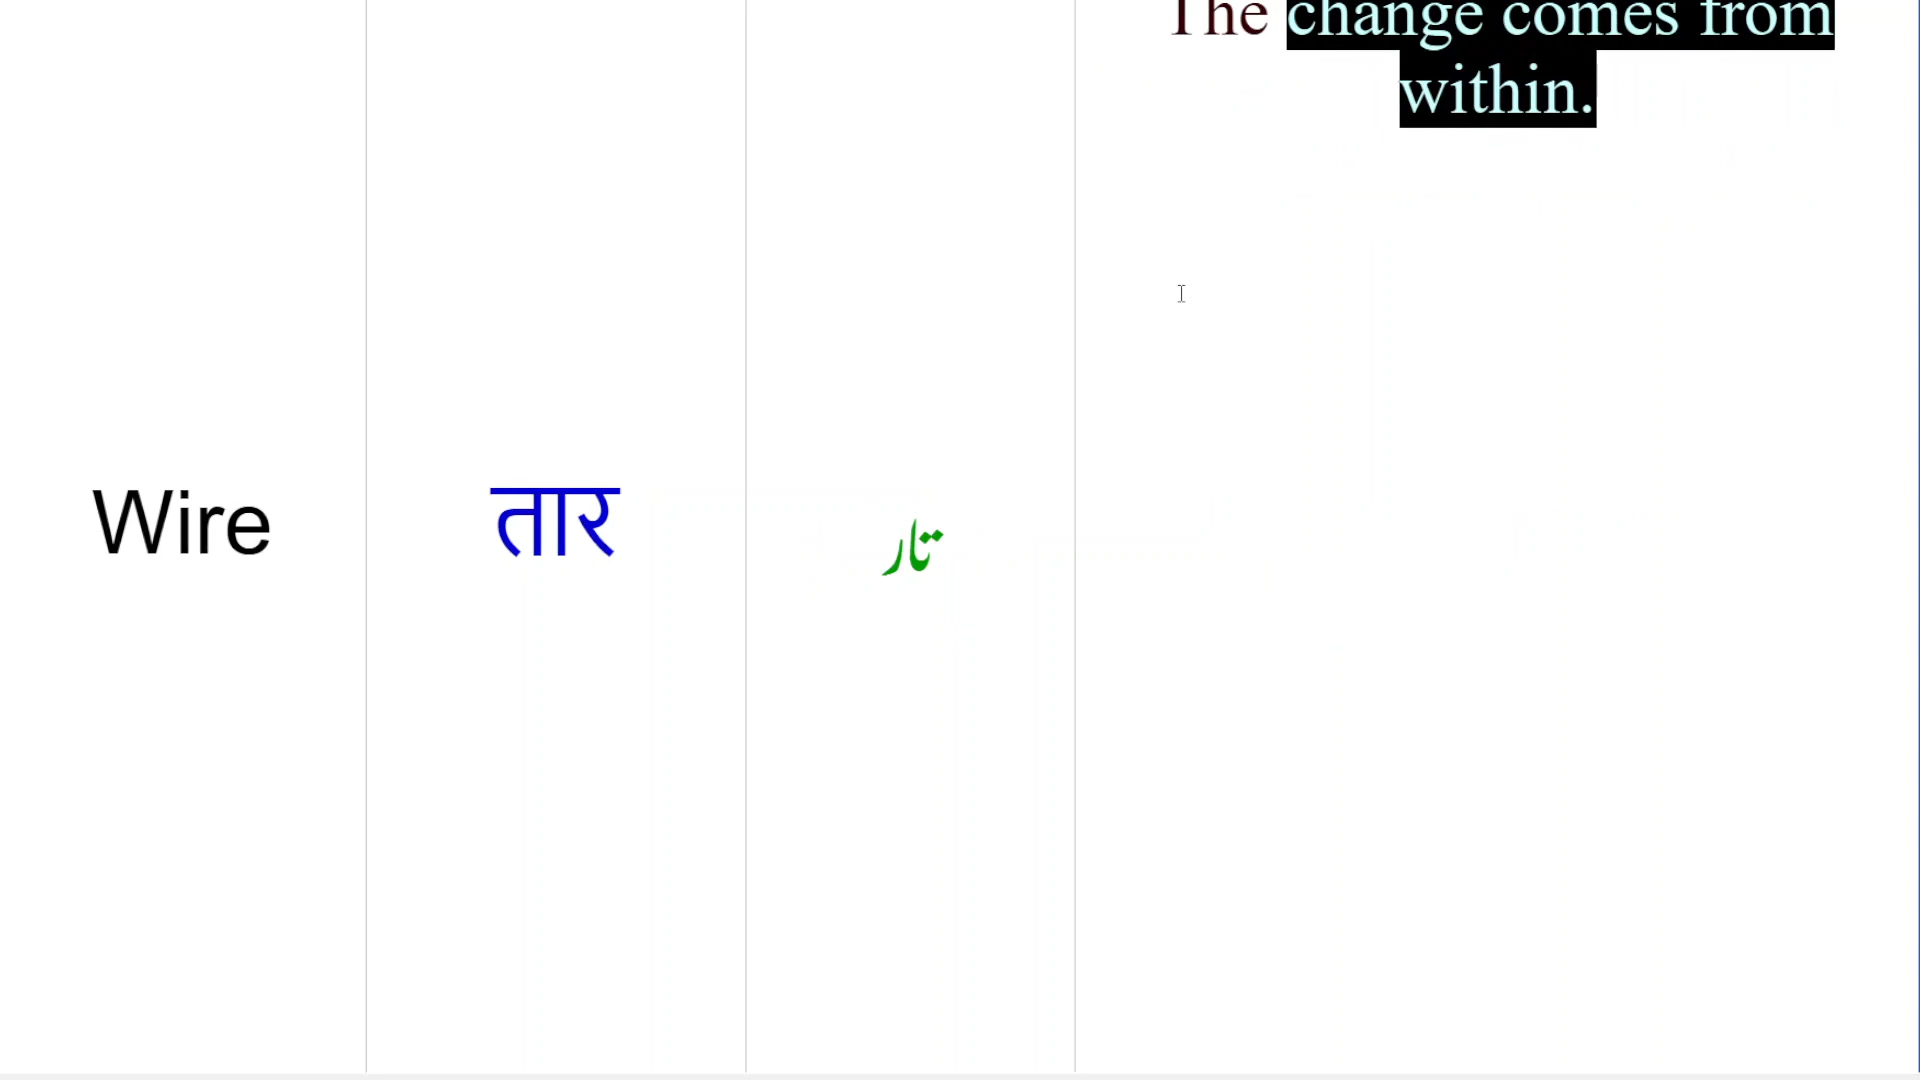 The change comes from
within.
Wire
तार
تار